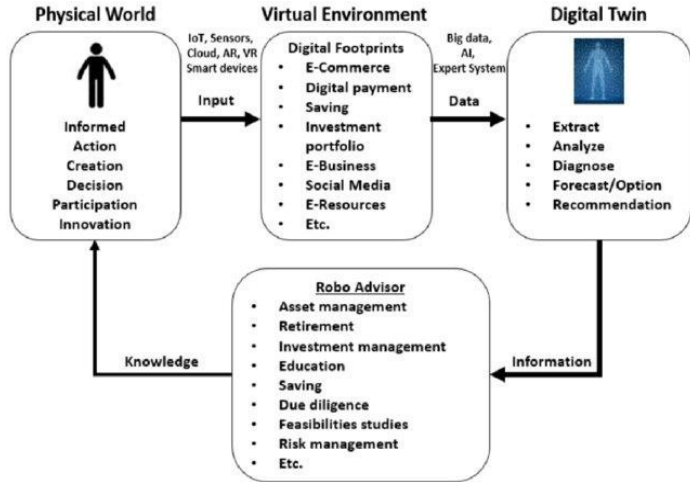 Physical World
Informed
Action
Creation
Decision
Participation
Innovation
IoT, Sensors,
Cloud, AR, VR
Smart devices
Input
Virtual Environment
Digital Footprints
• E-Commerce
• Digital payment
• Saving
• Investment
portfolio
• E-Business
• Social Media
• E-Resources
• Etc.
Big data,
AI,
Expert System
Data
Digital Twin
• Extract
• Analyze
• Diagnose
• Forecast/Option
• Recommendation
Information
Robo Advisor
• Asset management
• Retirement
• Investment management
• Education
• Saving
• Due diligence
• Feasibilities studies
• Risk management
• Etc.
Knowledge